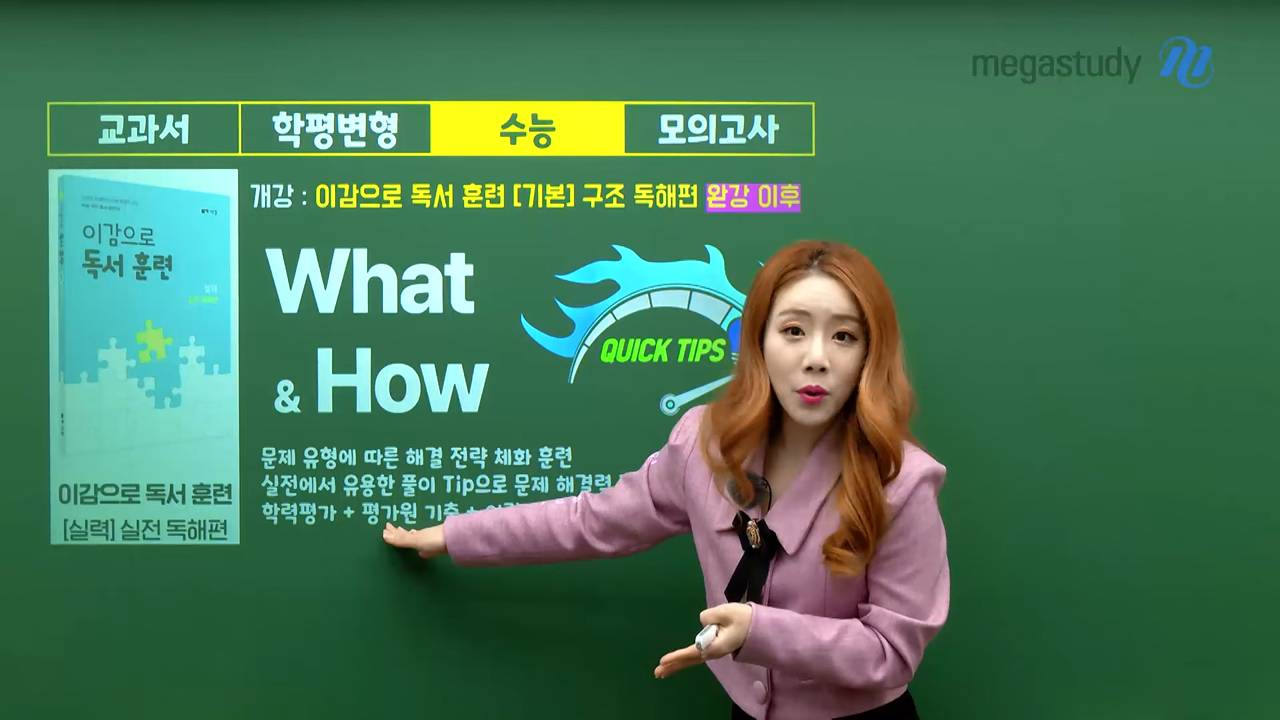 megastudy
교과서
학평변형
수능
모의고사
개강 : 이감으로 독서 훈련 [기본] 구조 독해편 완강 이후
이감으로
독서 훈련
What
& How
QUICK TIPS
문제 유형에 따른 해결 전략 체화 훈련
실전에서 유용한 풀이 Tip으로 문제 해결력
학력평가 + 평가원 기출 +
이감으로 독서 훈련
[실력] 실전 독해편